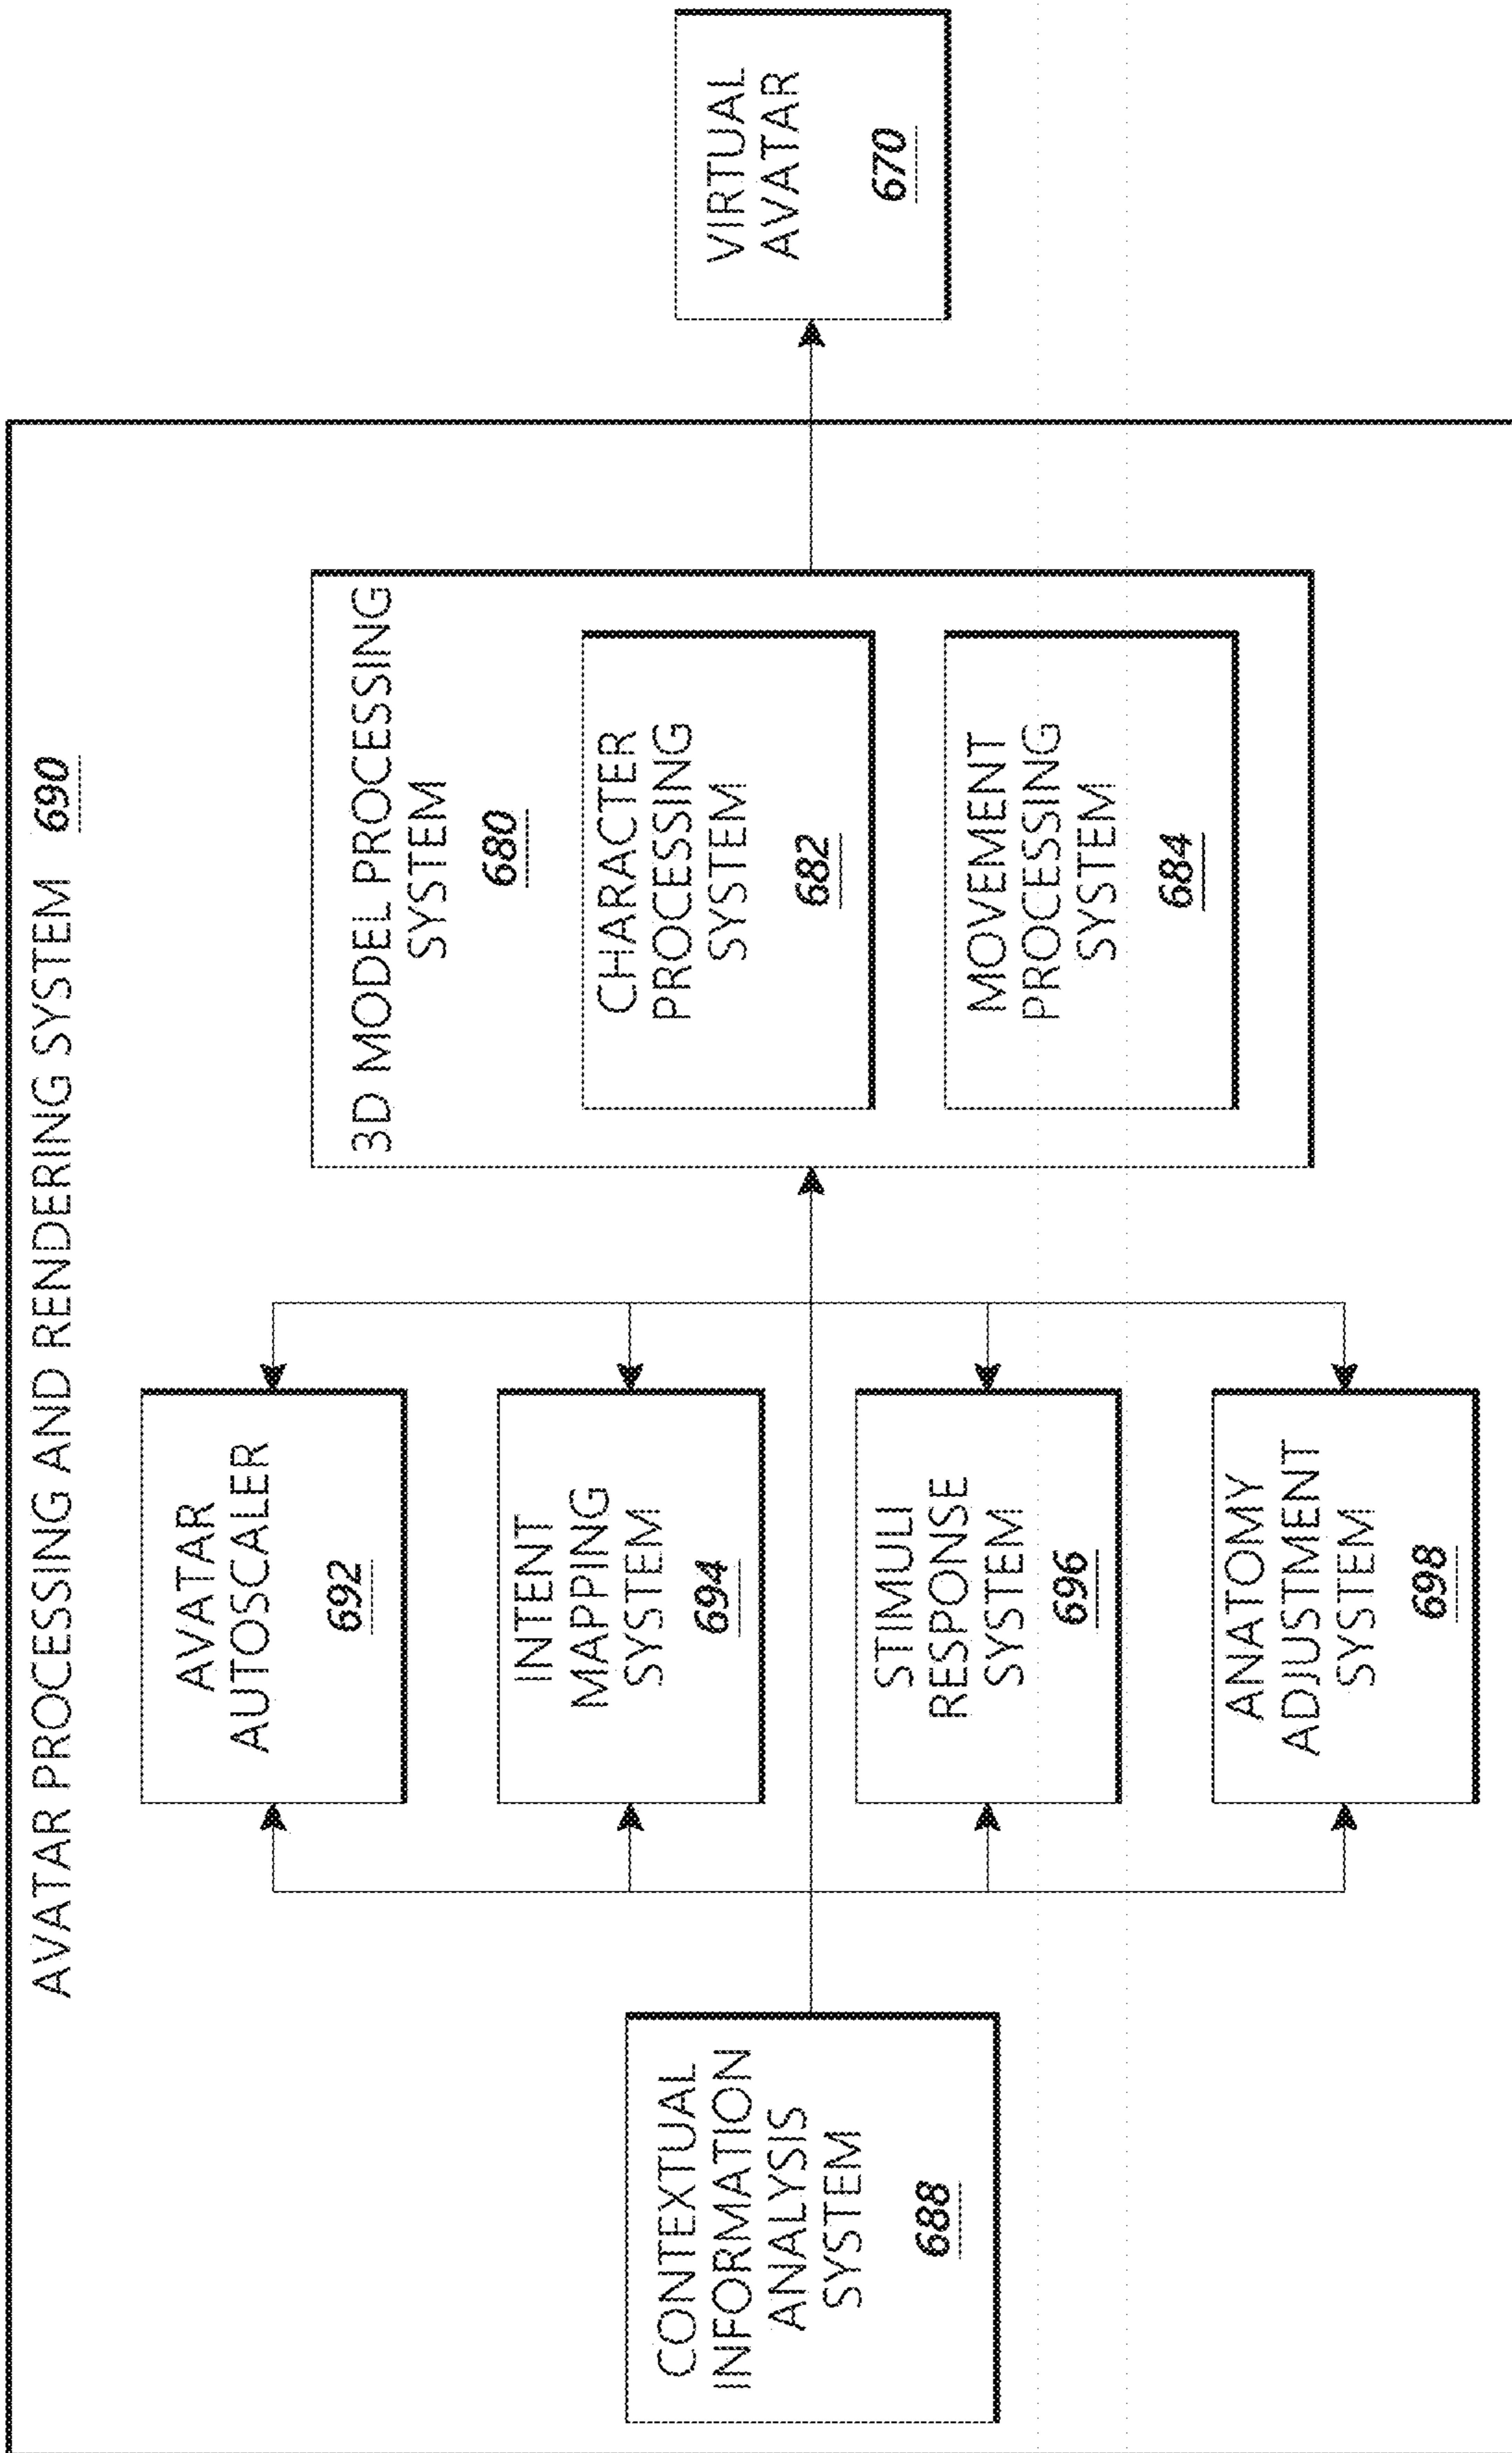 AVATAR PROCESSING AND RENDERING SYSTEM 690
CONTEXTUAL
INFORMATION
ANALYSIS
SYSTEM
688
AVATAR
AUTOSCALER
692
INTENT
MAPPING
SYSTEM
694
STIMULI
RESPONSE
SYSTEM
696
ANATOMY
ADJUSTMENT
SYSTEM
698
3D MODEL PROCESSING
SYSTEM
680
CHARACTER
PROCESSING
SYSTEM
682
MOVEMENT
PROCESSING
SYSTEM
684
VIRTUAL
AVATAR
670